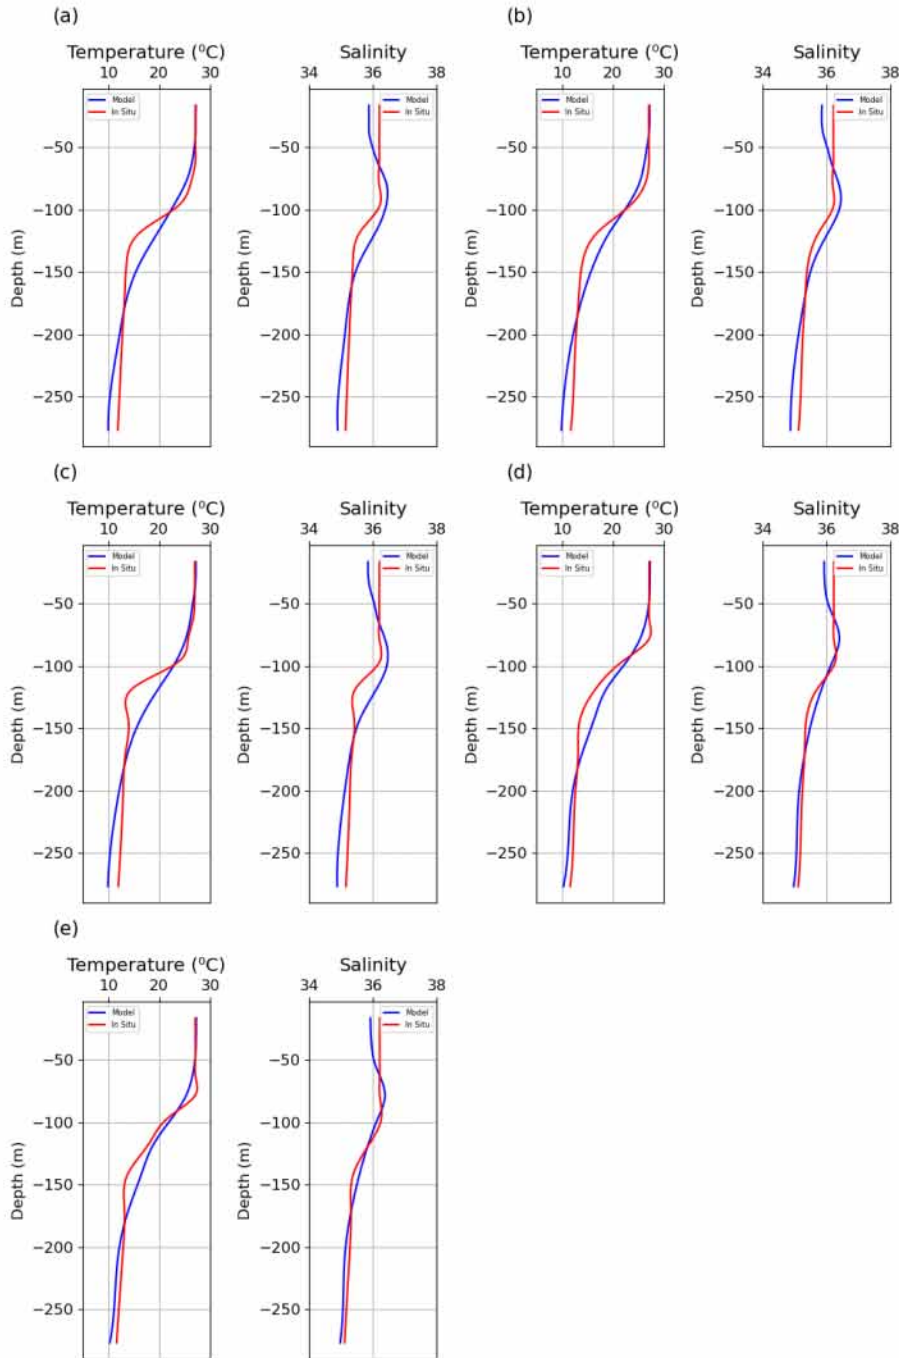 (a) (b)
Temperature (⁰C) Salinity Temperature (⁰C) Salinity
10 20 30 34 36 38 10 20 30 34 36 38
Model Model Model Model
In Situ In Situ In Situ In Situ
−50 −50 −50 −50
−100 −100 −100 −100
−150 −150 −150 −150
−200 −200 −200 −200
−250 −250 −250 −250
Depth (m) Depth (m) Depth (m) Depth (m)
(c) (d)
Temperature (⁰C) Salinity Temperature (⁰C) Salinity
10 20 30 34 36 38 10 20 30 34 36 38
Model Model Model Model
In Situ In Situ In Situ In Situ
−50 −50 −50 −50
−100 −100 −100 −100
−150 −150 −150 −150
−200 −200 −200 −200
−250 −250 −250 −250
Depth (m) Depth (m) Depth (m) Depth (m)
(e)
Temperature (⁰C) Salinity
10 20 30 34 36 38
Model Model
In Situ In Situ
−50 −50
−100 −100
−150 −150
−200 −200
−250 −250
Depth (m) Depth (m)